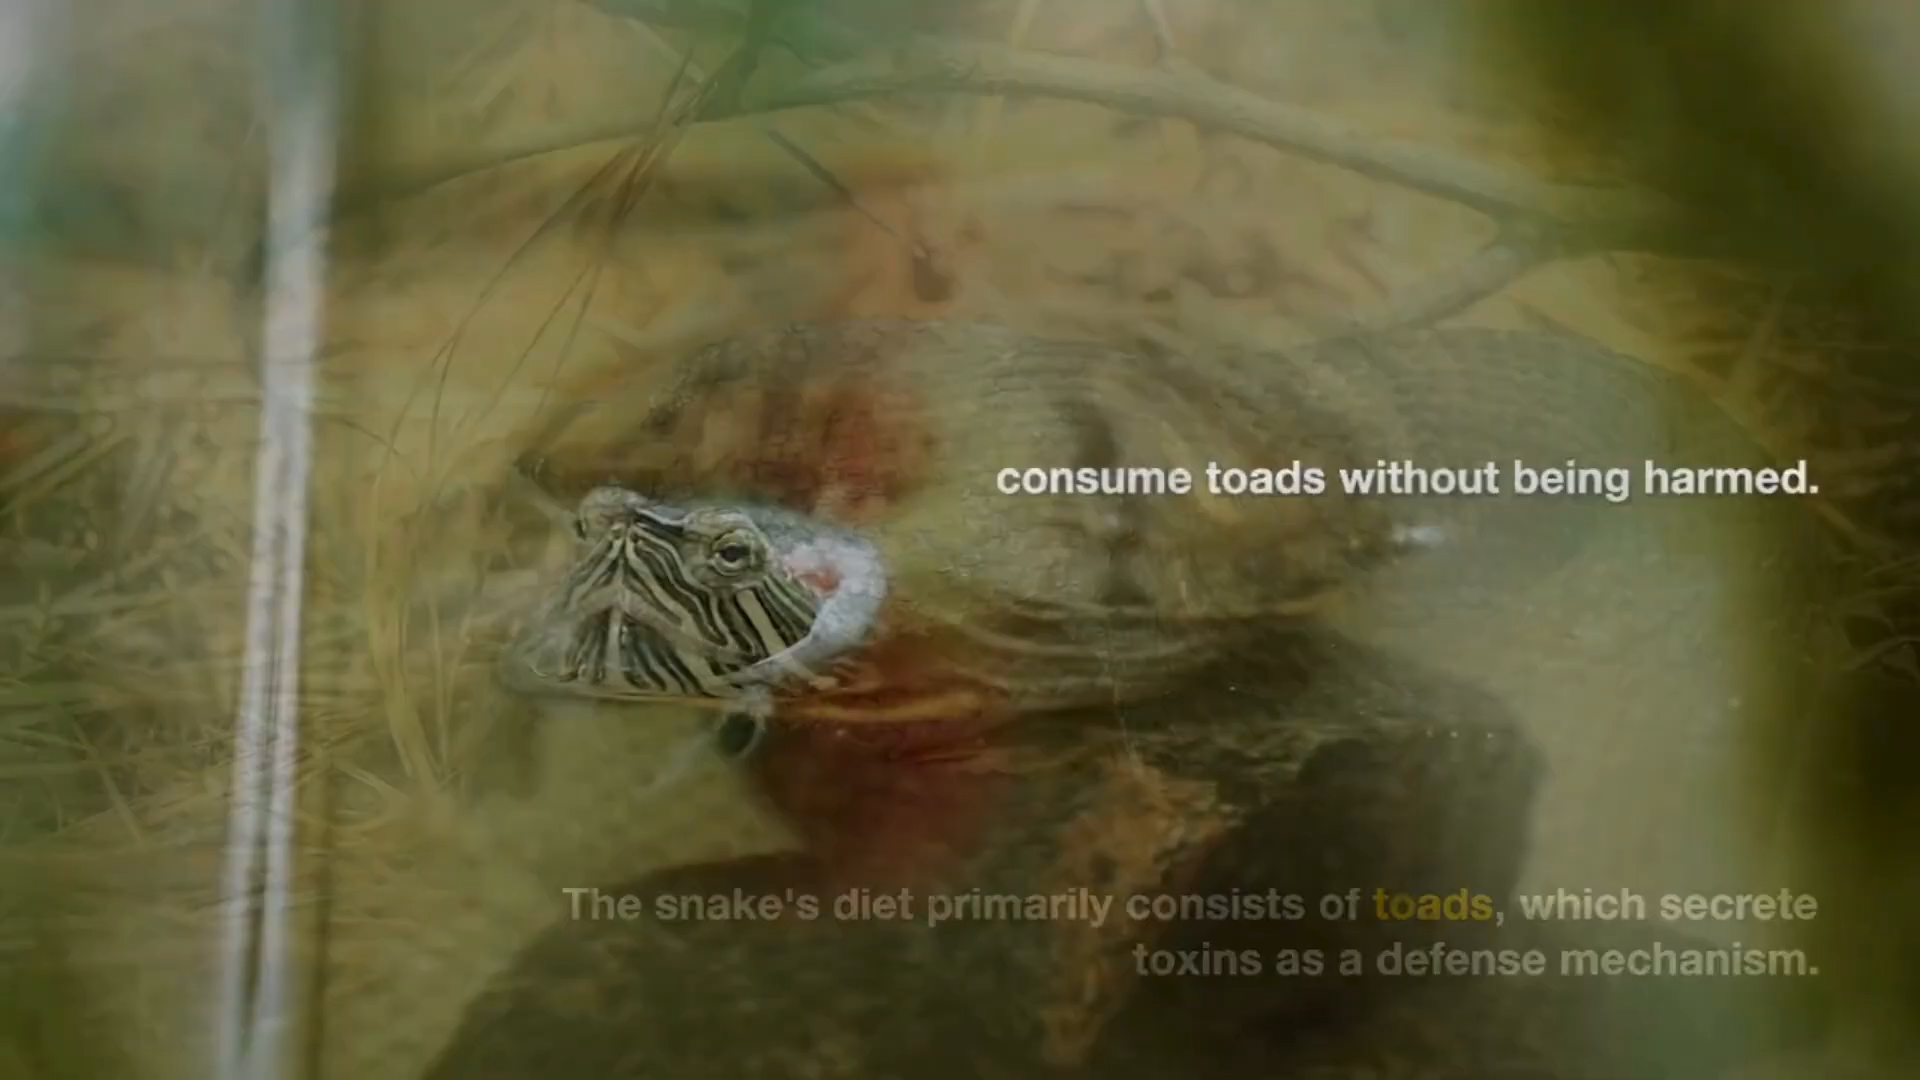 consume toads without being harmed.
The snake's diet primarily consists of toads, which secrete
toxins as a defense mechanism.